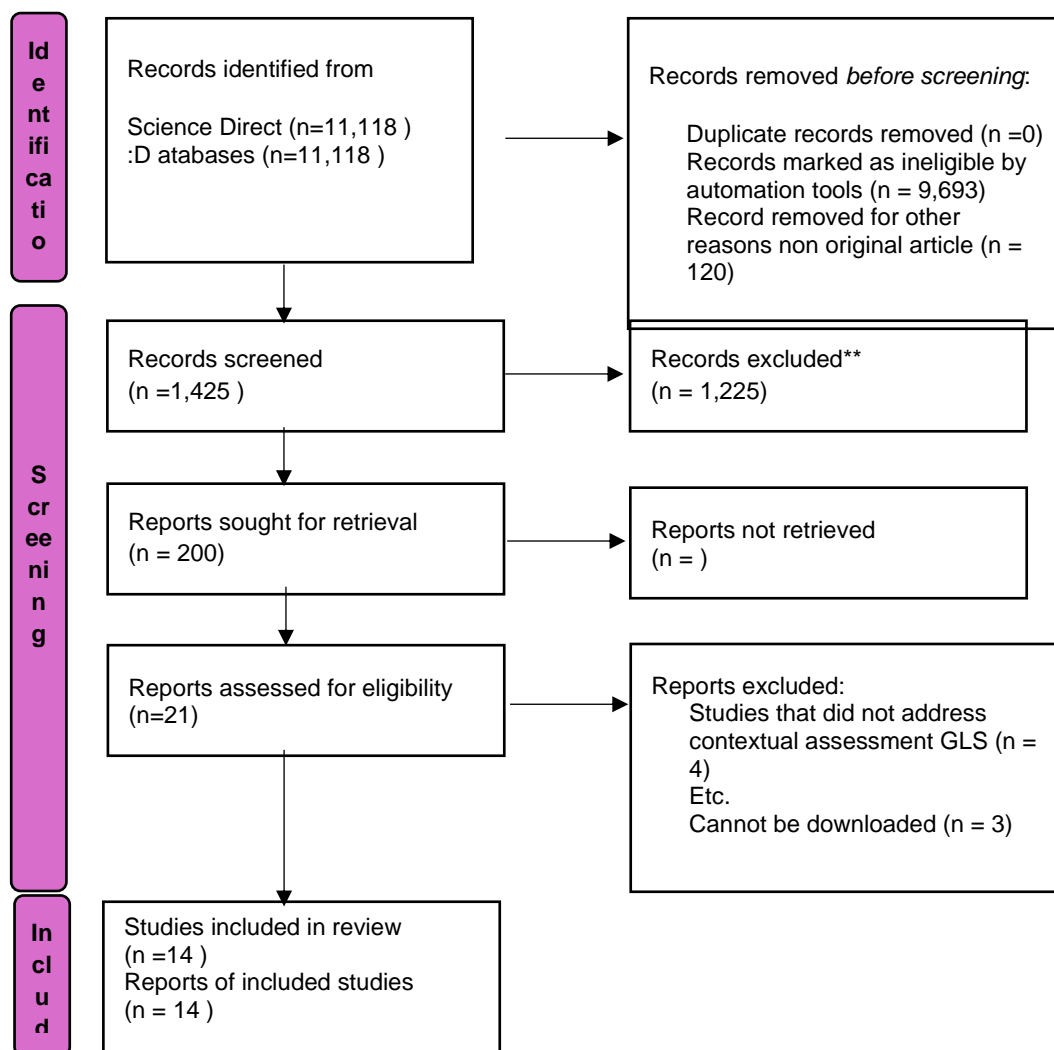 Id
e
nt
ifi
ca
ti
o
Records identified from
Science Direct (n=11,118 )
:D atabases (n=11,118 )
Records removed before screening:
Duplicate records removed (n =0)
Records marked as ineligible by
automation tools (n = 9,693)
Record removed for other
reasons non original article (n =
120)
S
cr
ee
ni
n
g
Records screened
(n =1,425 )
Records excluded**
(n = 1,225)
Reports sought for retrieval
(n = 200)
Reports not retrieved
(n = )
Reports assessed for eligibility
(n=21)
Reports excluded:
Studies that did not address
contextual assessment GLS (n =
4)
Etc.
Cannot be downloaded (n = 3)
In
cl
u
d
Studies included in review
(n =14 )
Reports of included studies
(n = 14 )